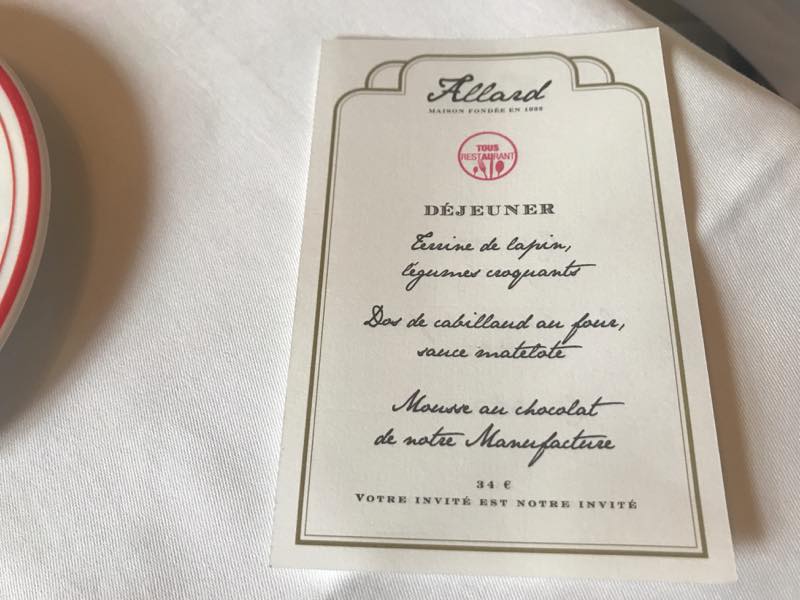 Allard
MAISON FONDÉE EN 1932
TOUS
RESTAURANT
DÉJEUNER
Terrine de lapin,
légumes croquants
Dos de cabillaud au four,
sauce matelote
Mousse au chocolat
de notre Manufacture
34 €
VOTRE INVITÉ EST NOTRE INVITÉ